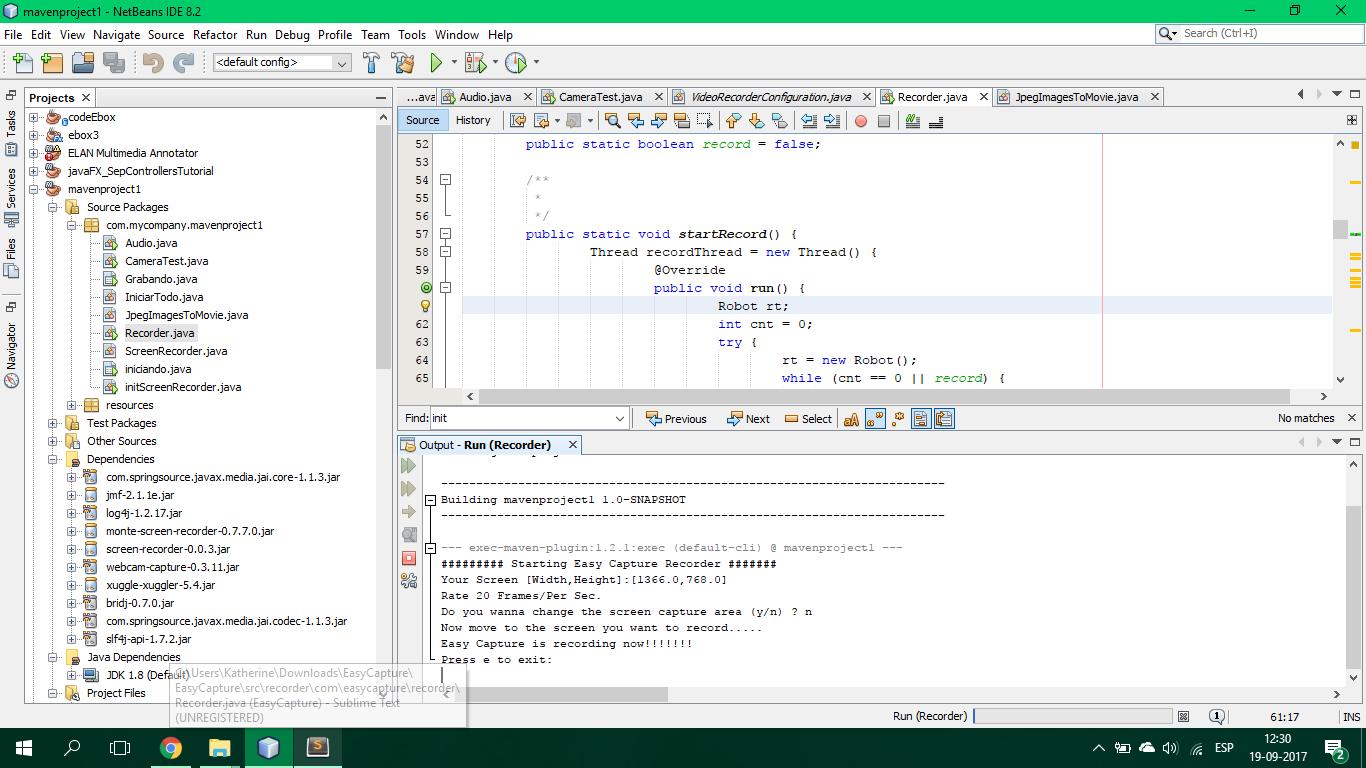 mavenproject1 - NetBeans IDE 8.2
File Edit View Navigate Source Refactor Run Debug Profile Team Tools Window Help
Search (Ctrl+I)
<default config>
Tasks
Services
Files
Navigator
Projects
codeEbox
ebox3
ELAN Multimedia Annotator
javaFX_SepControllersTutorial
mavenproject1
Source Packages
com.mycompany.mavenproject1
Audio.java
CameraTest.java
Grabando.java
IniciarTodo.java
JpegImagesToMovie.java
Recorder.java
ScreenRecorder.java
iniciando.java
initScreenRecorder.java
resources
Test Packages
Other Sources
Dependencies
com.springsource.javax.media.jai.core-1.1.3.jar
jmf-2.1.1e.jar
log4j-1.2.17.jar
monte-screen-recorder-0.7.7.0.jar
screen-recorder-0.0.3.jar
webcam-capture-0.3.11.jar
xuggle-xuggler-5.4.jar
bridj-0.7.0.jar
com.springsource.javax.media.jai.codec-1.1.3.jar
slf4j-api-1.7.2.jar
Java Dependencies
JDK 1.8 (Default)
Project Files
C:\Users\Katherine\Downloads\EasyCapture\
EasyCapture\src\recorder\com\easycapture\recorder\
Recorder.java (EasyCapture) - Sublime Text
(UNREGISTERED)
...ava Audio.java CameraTest.java VideoRecorderConfiguration.java Recorder.java JpegImagesToMovie.java
Source History
52 public static boolean record = false;
53
54 /**
55 *
56 */
57 public static void startRecord() {
58 Thread recordThread = new Thread() {
59 @Override
public void run() {
Robot rt;
62 int cnt = 0;
63 try {
64 rt = new Robot();
65 while (cnt == 0 || record) {
Find: init Previous Next Select aA No matches
Output - Run (Recorder)
------------------------------------------------------------------------
Building mavenproject1 1.0-SNAPSHOT
------------------------------------------------------------------------
--- exec-maven-plugin:1.2.1:exec (default-cli) @ mavenproject1 ---
######### Starting Easy Capture Recorder #######
Your Screen [Width,Height]:[1366.0,768.0]
Rate 20 Frames/Per Sec.
Do you wanna change the screen capture area (y/n) ? n
Now move to the screen you want to record.....
Easy Capture is recording now!!!!!!!
Press e to exit:
Run (Recorder) 1 61:17 INS
ESP 12:30
19-09-2017
2